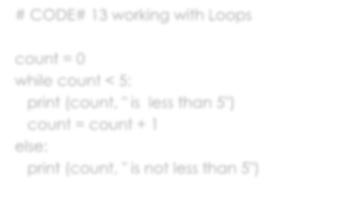 # CODE# 13 working with Loops
count = 0
while count < 5:
print (count, " is less than 5")
count = count + 1
else:
print (count, " is not less than 5")